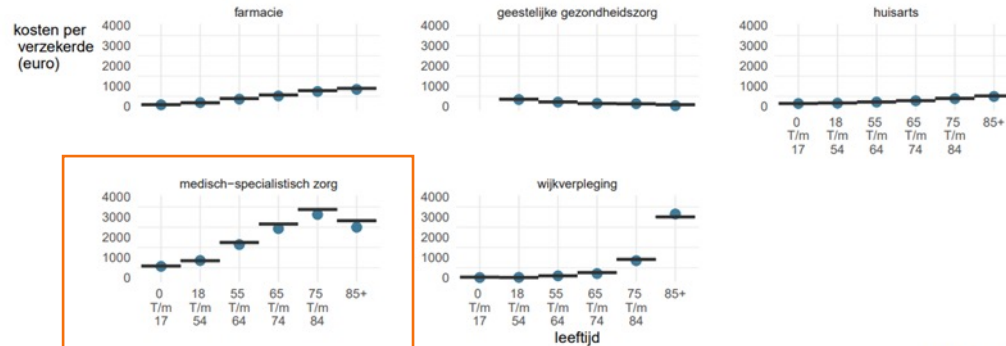 farmacie
geestelijke gezondheidszorg
huisarts
kosten per
verzekerde
(euro)
4000
3000
2000
1000
0
4000
3000
2000
1000
0
4000
3000
2000
1000
0
0 18 55 65 75 85+
T/m T/m T/m T/m T/m
17 54 64 74 84
medisch-specialistisch zorg
wijkverpleging
4000
3000
2000
1000
0
4000
3000
2000
1000
0
0 18 55 65 75 85+
T/m T/m T/m T/m T/m
17 54 64 74 84
0 18 55 65 75 85+
T/m T/m T/m T/m T/m
17 54 64 74 84
leeftijd